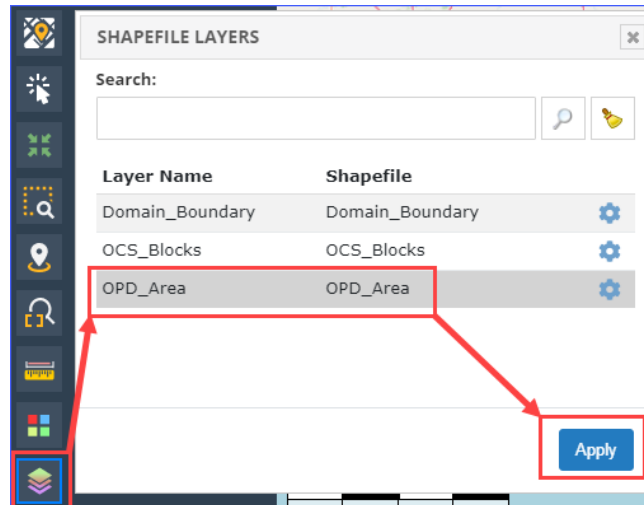 SHAPEFILE LAYERS
Search:
Layer Name Shapefile
Domain_Boundary Domain_Boundary
OCS_Blocks OCS_Blocks
OPD_Area OPD_Area
Apply